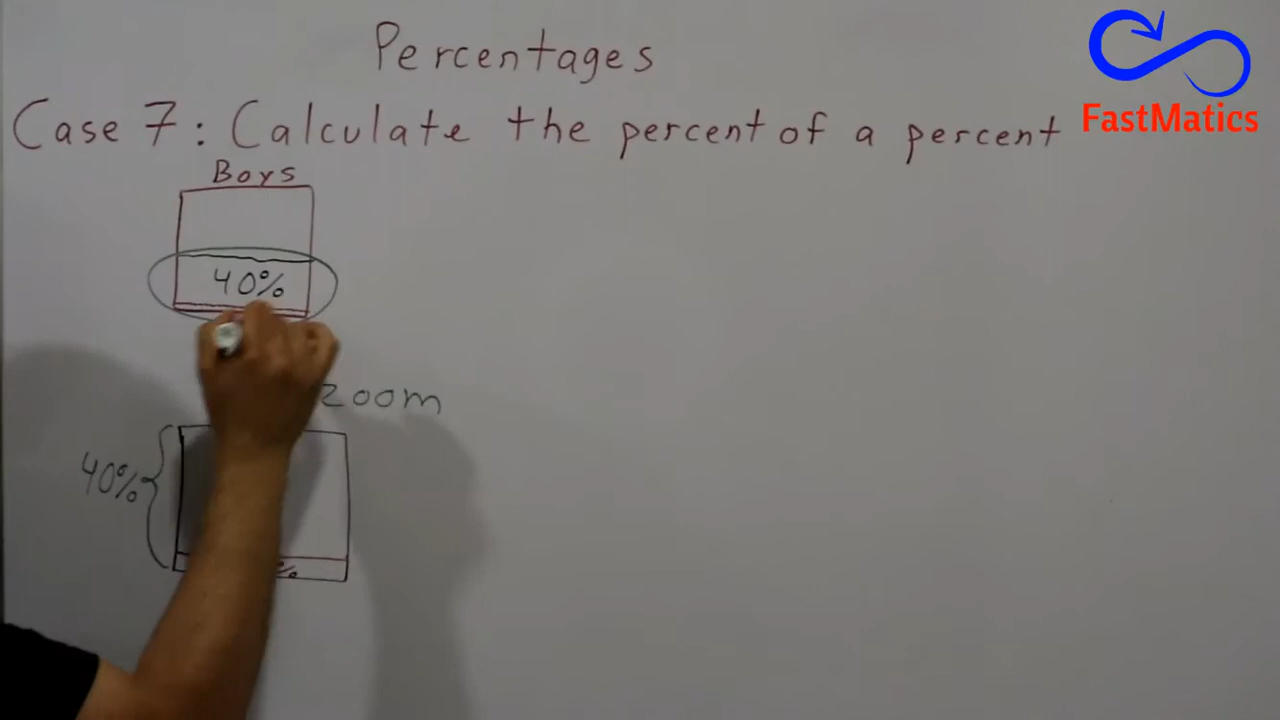 Percentages
Case 7: Calculate the percent of a percent
FastMatics
Boys
40%
zoom
40%
%